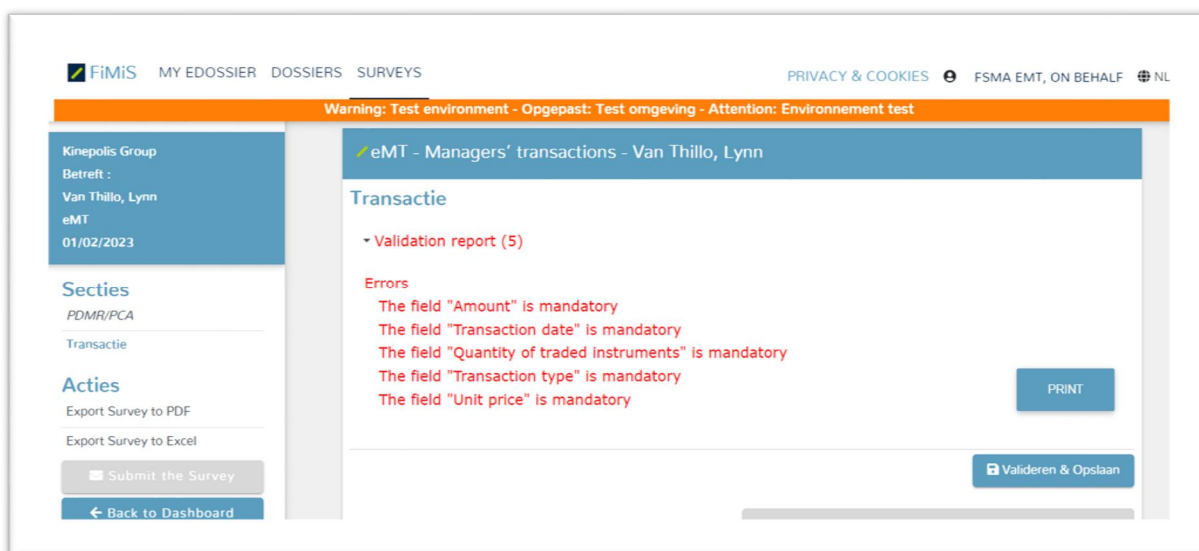 FiMiS MY EDOSSIER DOSSIERS SURVEYS PRIVACY & COOKIES FSMA EMT, ON BEHALF NL
Warning: Test environment - Opgepast: Test omgeving - Attention: Environnement test
Kinepolis Group
Betreft :
Van Thillo, Lynn
eMT
01/02/2023
Secties
PDMR/PCA
Transactie
Acties
Export Survey to PDF
Export Survey to Excel
Submit the Survey
Back to Dashboard
eMT - Managers' transactions - Van Thillo, Lynn
Transactie
Validation report (5)
Errors
The field "Amount" is mandatory
The field "Transaction date" is mandatory
The field "Quantity of traded instruments" is mandatory
The field "Transaction type" is mandatory
The field "Unit price" is mandatory
PRINT
Valideren & Opslaan